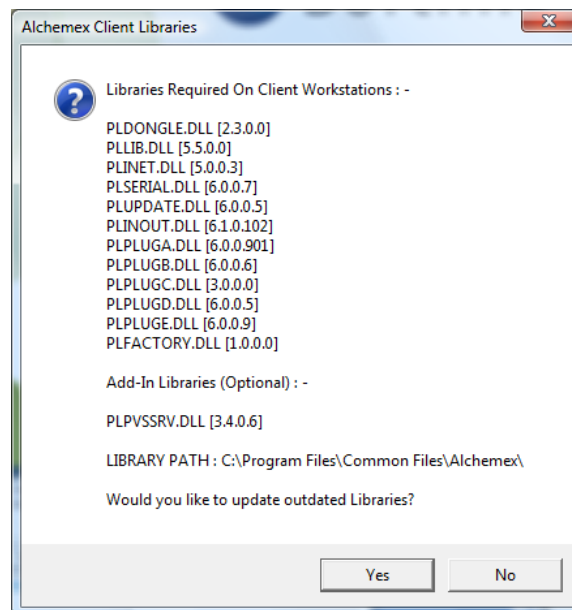 Alchemex Client Libraries
Libraries Required On Client Workstations : -
PLDONGLE.DLL [2.3.0.0]
PLLIB.DLL [5.5.0.0]
PLINET.DLL [5.0.0.3]
PLSERIAL.DLL [6.0.0.7]
PLUPDATE.DLL [6.0.0.5]
PLINOUT.DLL [6.1.0.102]
PLPLUGA.DLL [6.0.0.901]
PLPLUGB.DLL [6.0.0.6]
PLPLUGC.DLL [3.0.0.0]
PLPLUGD.DLL [6.0.0.5]
PLPLUGE.DLL [6.0.0.9]
PLFACTORY.DLL [1.0.0.0]
Add-In Libraries (Optional) : -
PLPVSSRV.DLL [3.4.0.6]
LIBRARY PATH : C:\Program Files\Common Files\Alchemex\
Would you like to update outdated Libraries?
Yes
No